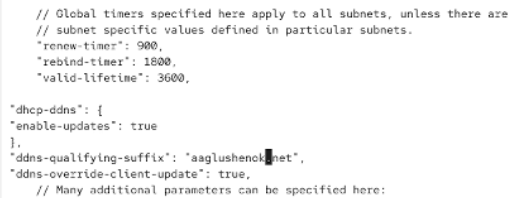 // Global timers specified here apply to all subnets, unless there are
// subnet specific values defined in particular subnets.
"renew-timer": 900,
"rebind-timer": 1800,
"valid-lifetime": 3600,
"dhcp-ddns": {
"enable-updates": true
},
"ddns-qualifying-suffix": "aaglushenok.net",
"ddns-override-client-update": true,
// Many additional parameters can be specified here: